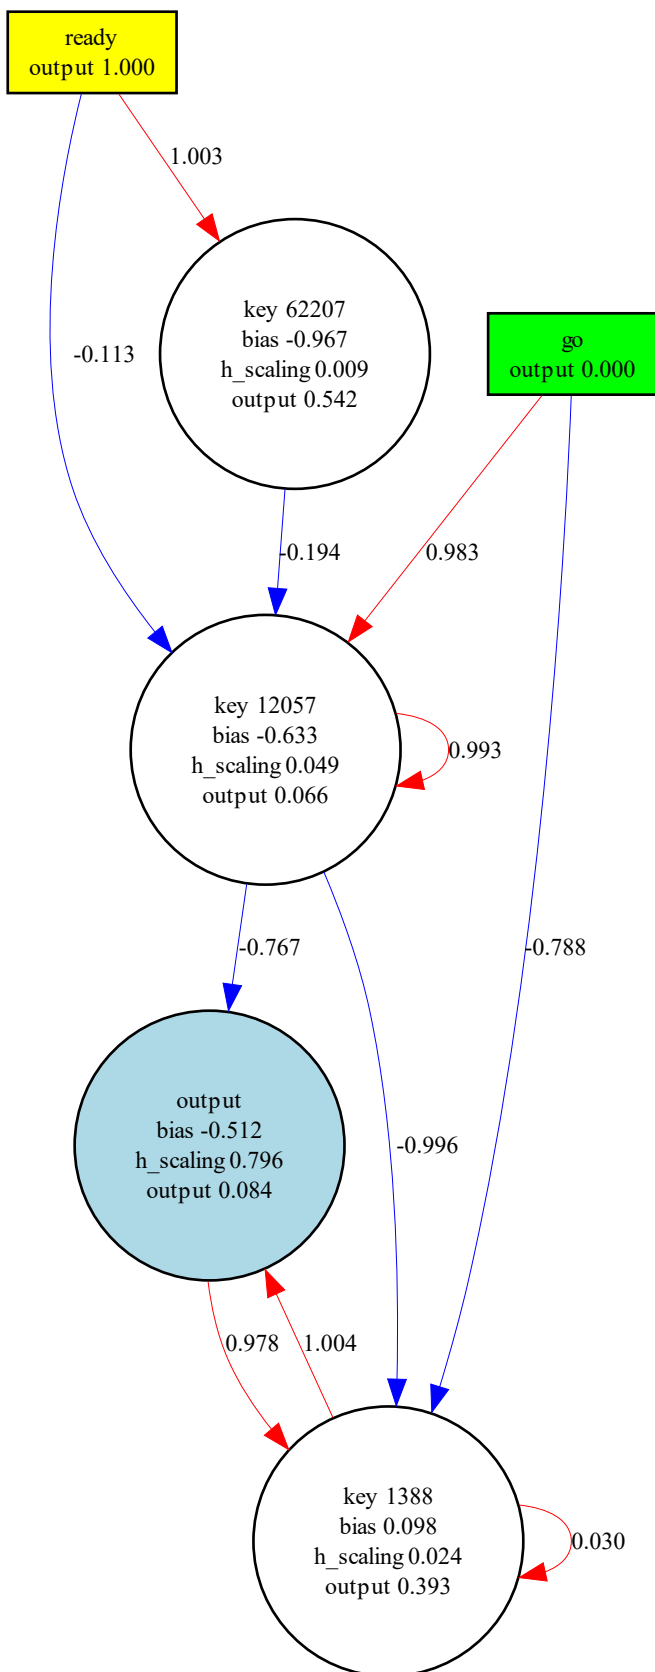 ready
output 1.000
1.003
key 62207
bias -0.967
h_scaling 0.009
output 0.542
go
output 0.000
-0.113
-0.194
0.983
key 12057
bias -0.633
h_scaling 0.049
output 0.066
0.993
-0.767
-0.788
output
bias -0.512
h_scaling 0.796
output 0.084
-0.996
0.978
1.004
key 1388
bias 0.098
h_scaling 0.024
output 0.393
0.030